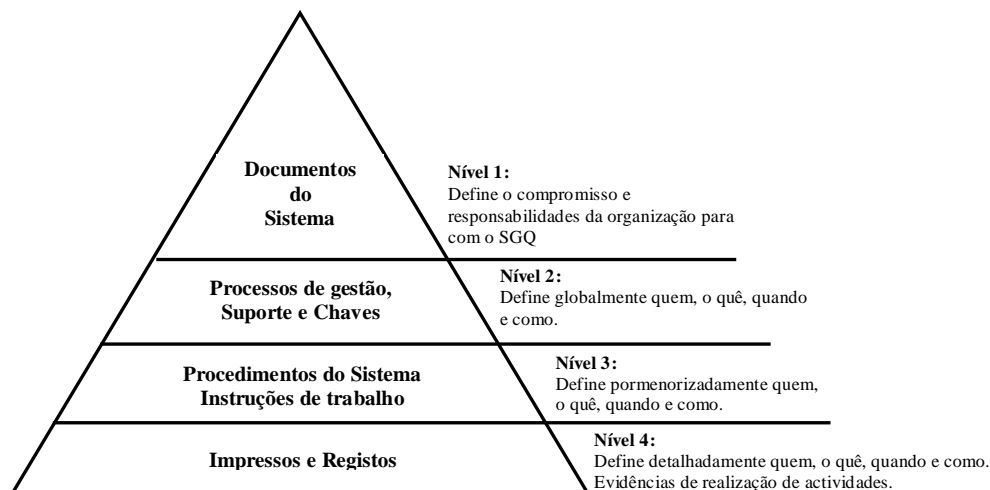 Documentos
do
Sistema
Nível 1:
Define o compromisso e
responsabilidades da organização para
com o SGQ
Processos de gestão,
Suporte e Chaves
Nível 2:
Define globalmente quem, o quê, quando
e como.
Procedimentos do Sistema
Instruções de trabalho
Nível 3:
Define pormenorizadamente quem,
o quê, quando e como.
Impressos e Registos
Nível 4:
Define detalhadamente quem, o quê, quando e como.
Evidências de realização de actividades.